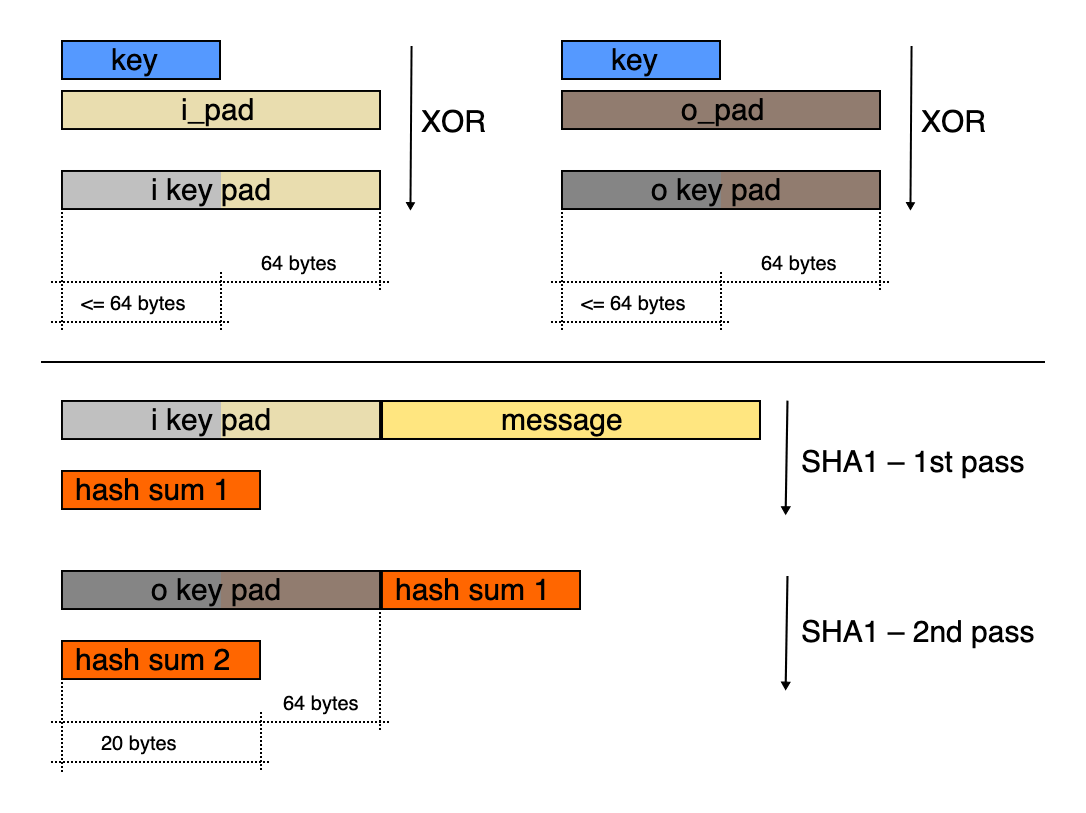 key
i_pad
XOR
i key pad
64 bytes
<= 64 bytes
key
o_pad
XOR
o key pad
64 bytes
<= 64 bytes
i key pad
message
SHA1 – 1st pass
hash sum 1
o key pad
hash sum 1
SHA1 – 2nd pass
hash sum 2
64 bytes
20 bytes